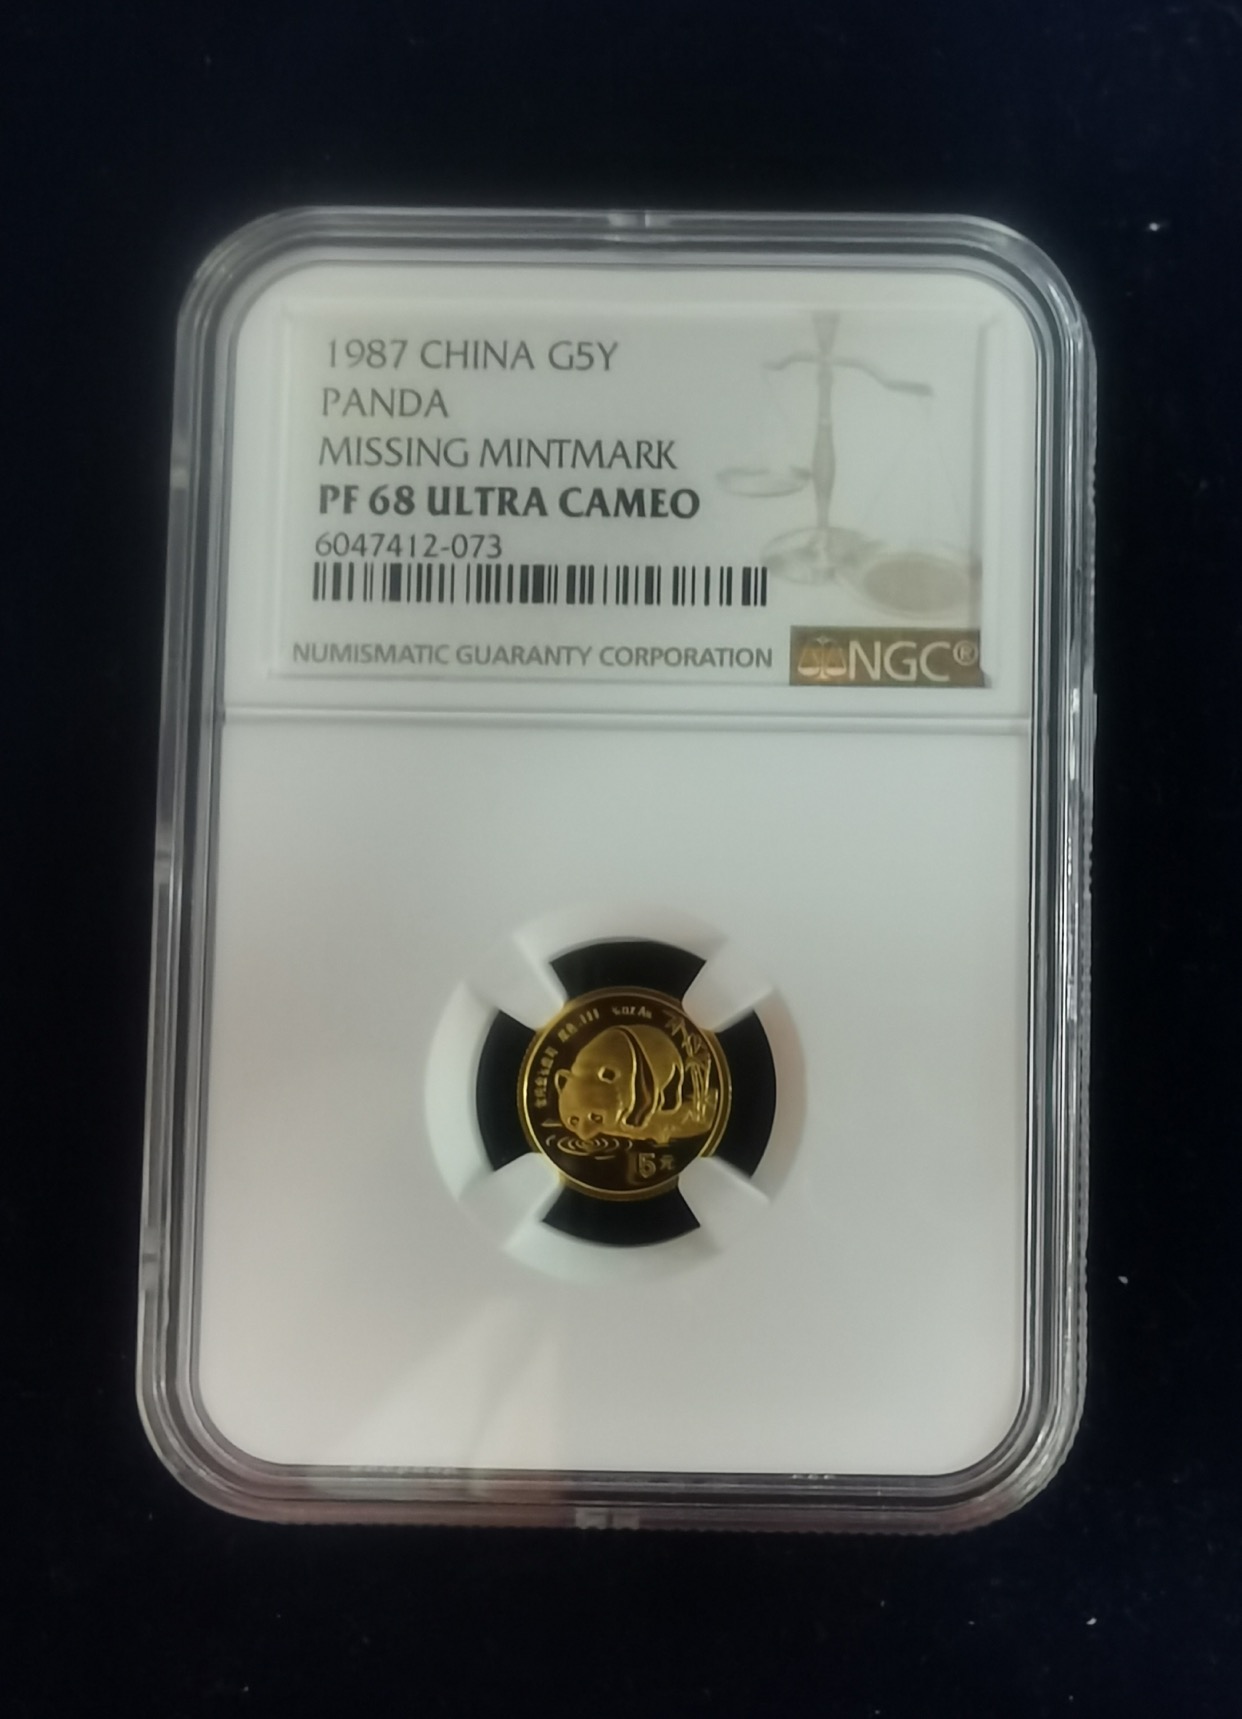 1987 CHINA G5Y
PANDA
MISSING MINTMARK
PF 68 ULTRA CAMEO
6047412-073
NUMISMATIC GUARANTY CORPORATION
NGC®
5元